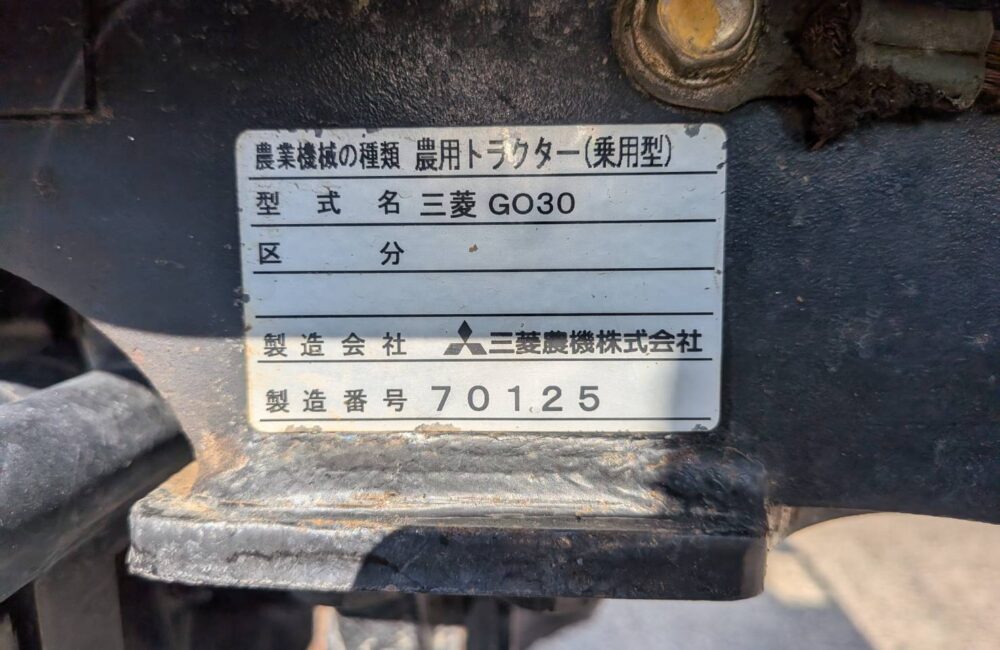 農業機械の種類 農用トラクター(乗用型)
型式名 三菱 GO30
区分
製造会社 三菱農機株式会社
製造番号 70125